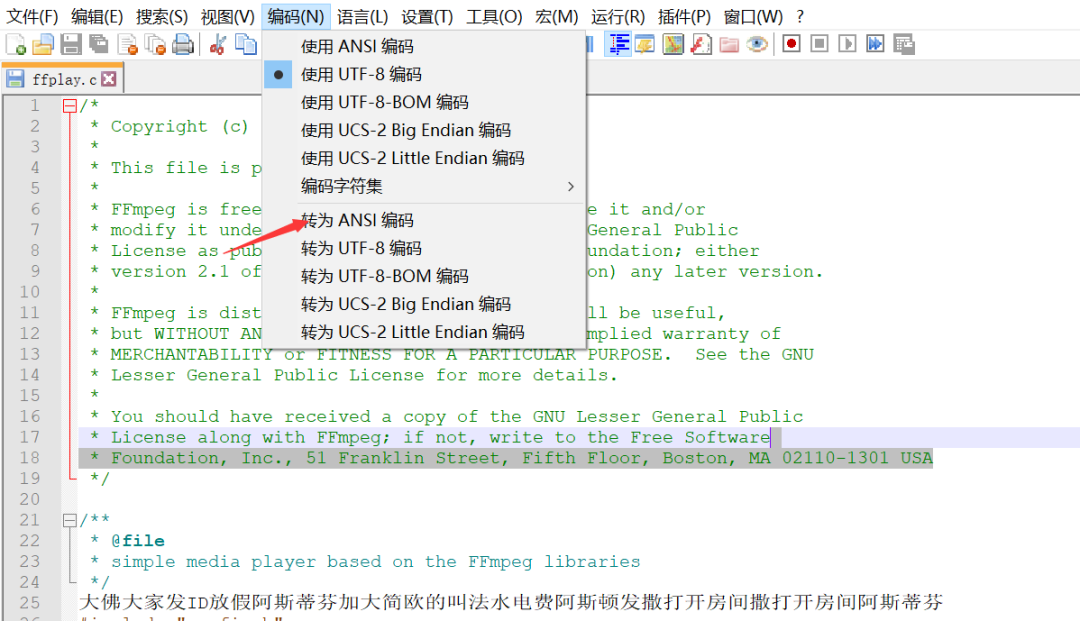 文件(F) 编辑(E) 搜索(S) 视图(V) 编码(N) 语言(L) 设置(T) 工具(O) 宏(M) 运行(R) 插件(P) 窗口(W) ?
使用 ANSI 编码
使用 UTF-8 编码
使用 UTF-8-BOM 编码
使用 UCS-2 Big Endian 编码
使用 UCS-2 Little Endian 编码
编码字符集
转为 ANSI 编码
转为 UTF-8 编码
转为 UTF-8-BOM 编码
转为 UCS-2 Big Endian 编码
转为 UCS-2 Little Endian 编码
ffplay.c
1 /*
2 * Copyright (c)
3 *
4 * This file is p
5 *
6 * FFmpeg is free e it and/or
7 * modify it unde General Public
8 * License as pub undation; either
9 * version 2.1 of on) any later version.
10 *
11 * FFmpeg is dist ll be useful,
12 * but WITHOUT AN mplied warranty of
13 * MERCHANTABILITY or FITNESS FOR A PARTICULAR PURPOSE. See the GNU
14 * Lesser General Public License for more details.
15 *
16 * You should have received a copy of the GNU Lesser General Public
17 * License along with FFmpeg; if not, write to the Free Software
18 * Foundation, Inc., 51 Franklin Street, Fifth Floor, Boston, MA 02110-1301 USA
19 */
20
21 /**
22 * @file
23 * simple media player based on the FFmpeg libraries
24 */
25 大佛大家发ID放假阿斯蒂芬加大简欧的叫法水电费阿斯顿发撒打开房间撒打开房间阿斯蒂芬